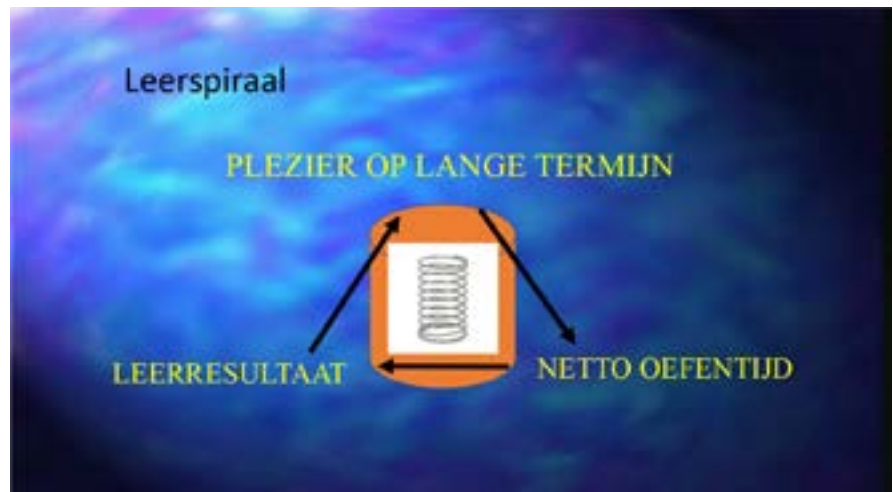 Leerspiraal
PLEZIER OP LANGE TERMIJN
LEERRESULTAAT
NETTO OEFENTIJD